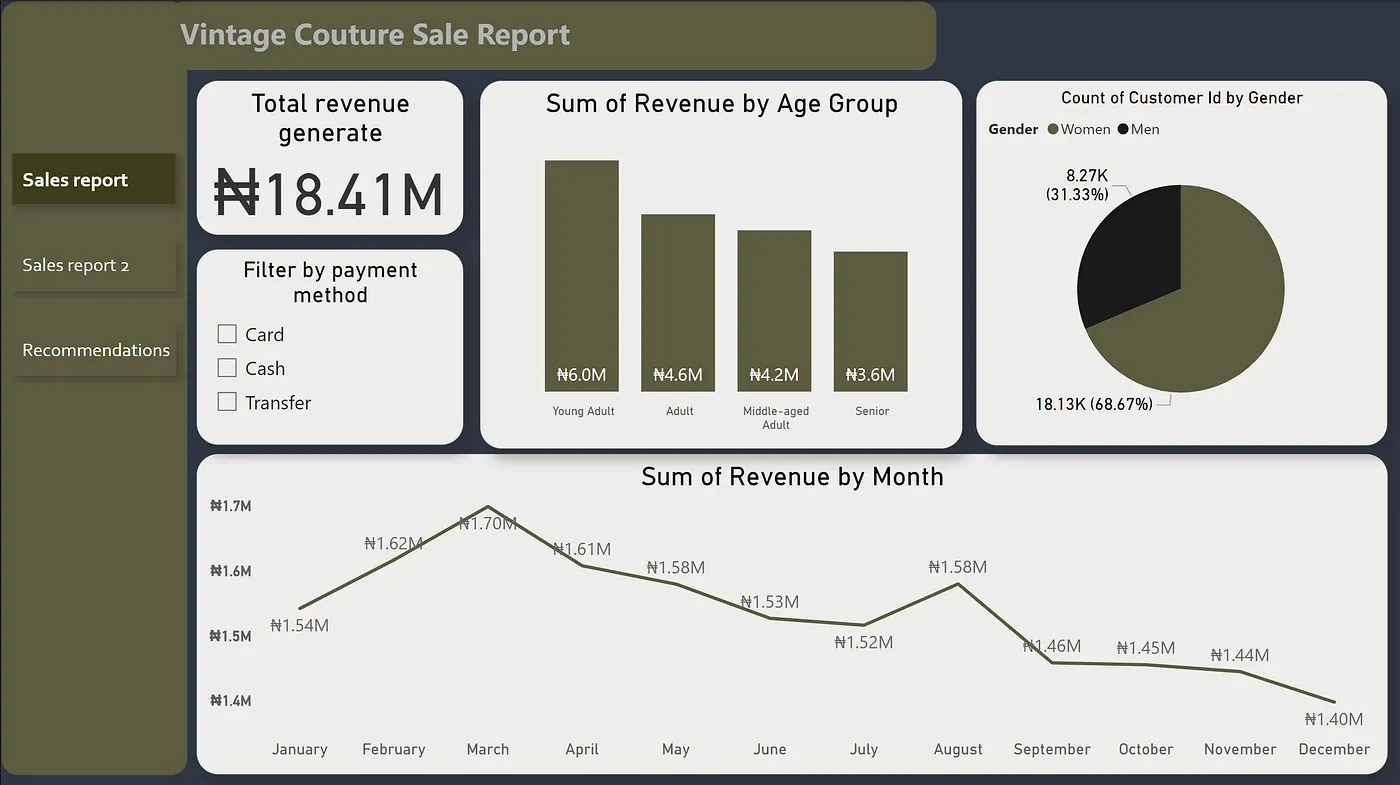 Vintage Couture Sale Report
Sales report
Sales report 2
Recommendations
Total revenue
generate
₦18.41M
Filter by payment
method
Card
Cash
Transfer
Sum of Revenue by Age Group
₦6.0M
₦4.6M
₦4.2M
₦3.6M
Young Adult
Adult
Middle-aged
Adult
Senior
Count of Customer Id by Gender
Gender Women Men
8.27K
(31.33%)
18.13K (68.67%)
Sum of Revenue by Month
₦1.7M
₦1.6M
₦1.5M
₦1.4M
₦1.54M
₦1.62M
₦1.70M
₦1.61M
₦1.58M
₦1.53M
₦1.52M
₦1.58M
₦1.46M
₦1.45M
₦1.44M
₦1.40M
January
February
March
April
May
June
July
August
September
October
November
December